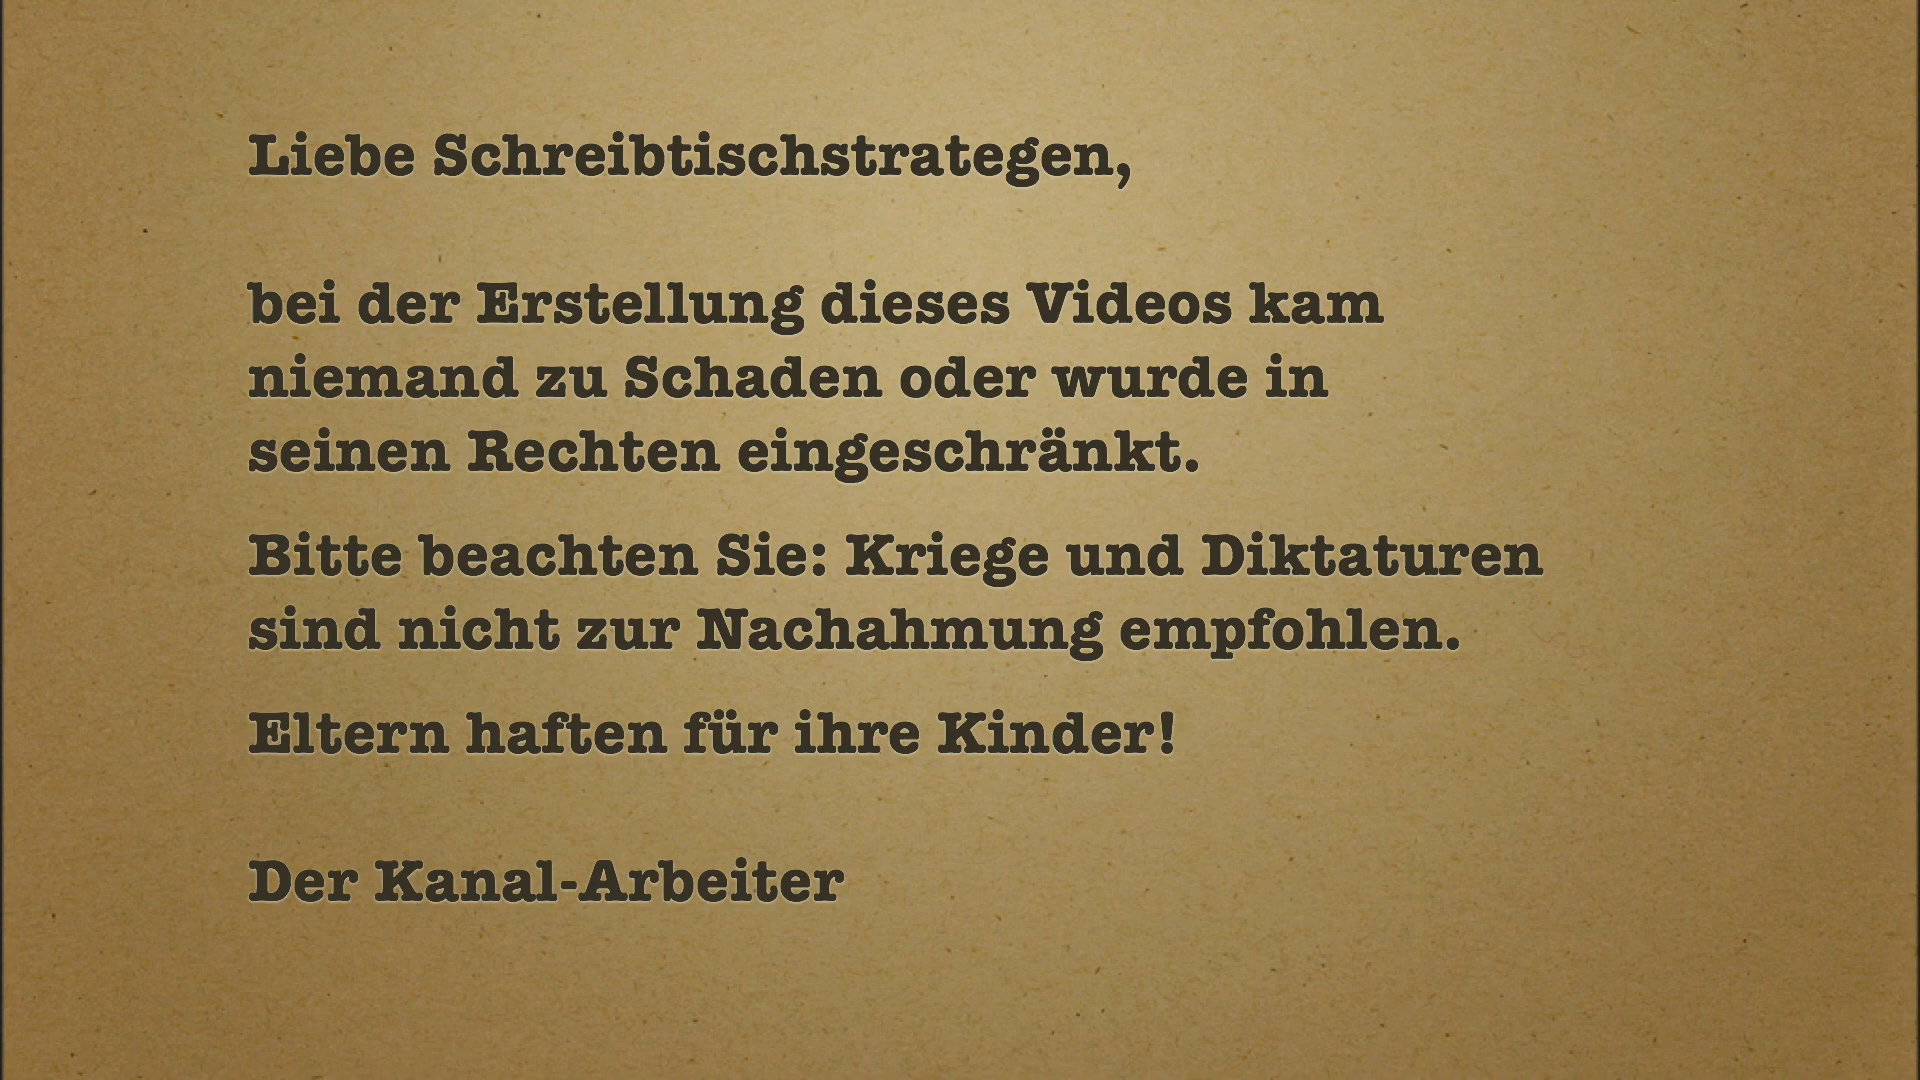 Liebe Schreibtischstrategen,
bei der Erstellung dieses Videos kam
niemand zu Schaden oder wurde in
seinen Rechten eingeschränkt.
Bitte beachten Sie: Kriege und Diktaturen
sind nicht zur Nachahmung empfohlen.
Eltern haften für ihre Kinder!
Der Kanal-Arbeiter